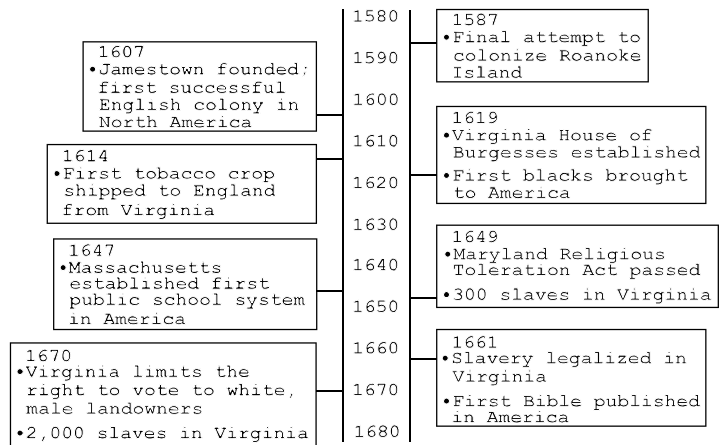 1607
•Jamestown founded;
first successful
English colony in
North America
1614
•First tobacco crop
shipped to England
from Virginia
1647
•Massachusetts
established first
public school system
in America
1670
•Virginia limits the
right to vote to white,
male landowners
•2,000 slaves in Virginia
1580
1590
1600
1610
1620
1630
1640
1650
1660
1670
1680
1587
•Final attempt to
colonize Roanoke
Island
1619
•Virginia House of
Burgesses established
•First blacks brought
to America
1649
•Maryland Religious
Toleration Act passed
•300 slaves in Virginia
1661
•Slavery legalized in
Virginia
•First Bible published
in America